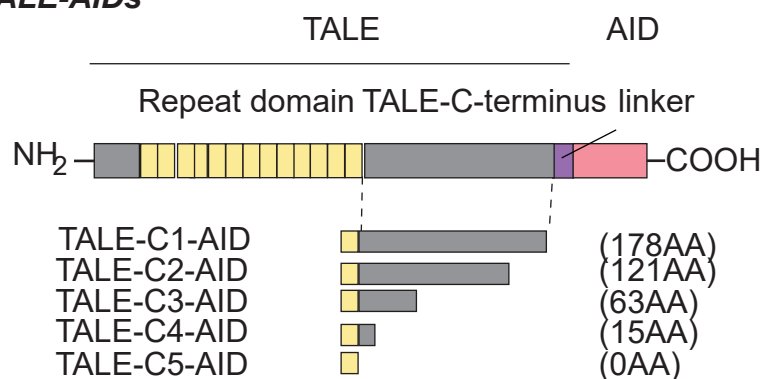 ALE-AIDs
TALE AID
Repeat domain TALE-C-terminus linker
NH2 COOH
TALE-C1-AID (178AA)
TALE-C2-AID (121AA)
TALE-C3-AID (63AA)
TALE-C4-AID (15AA)
TALE-C5-AID (0AA)